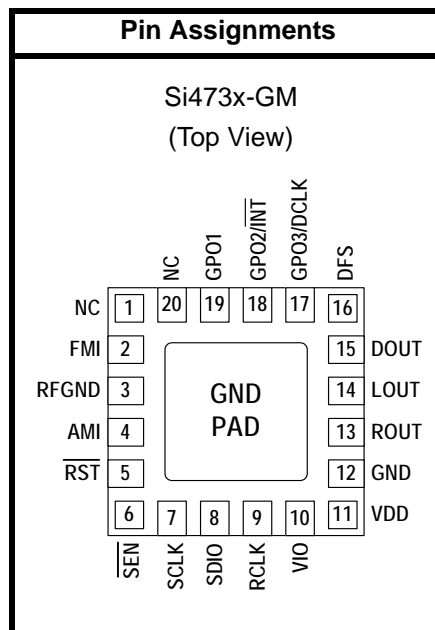 Pin Assignments
Si473x-GM
(Top View)
NC
GPO1
GPO2/INT
GPO3/DCLK
DFS
NC 1 20 19 18 17 16
FMI 2 15 DOUT
RFGND 3 14 LOUT
GND
PAD
AMI 4 13 ROUT
RST 5 12 GND
6 7 8 9 10 11 VDD
SEN
SCLK
SDIO
RCLK
VIO